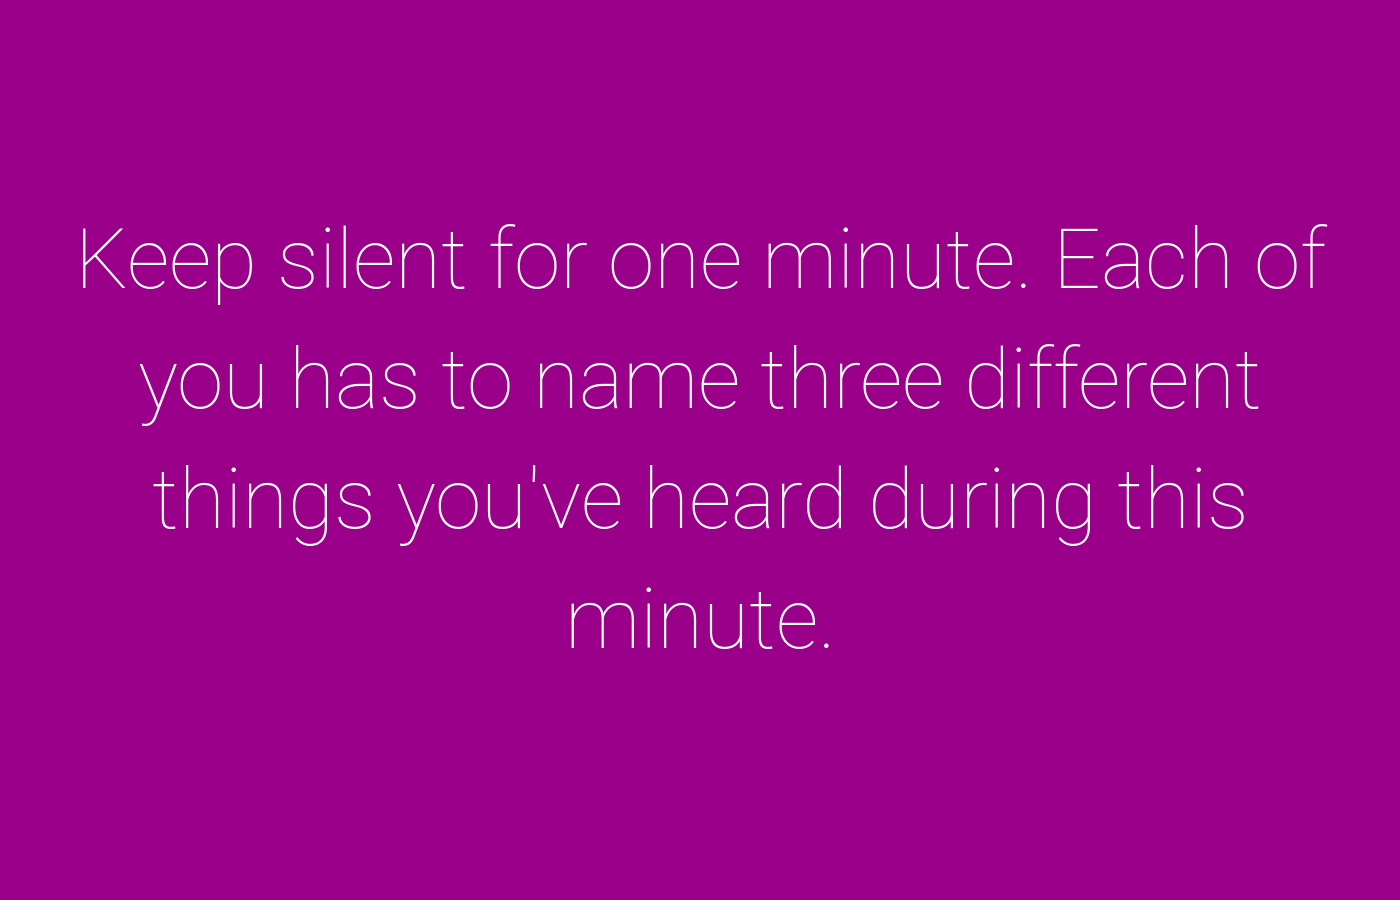 Keep silent for one minute. Each of
you has to name three different
things you've heard during this
minute.